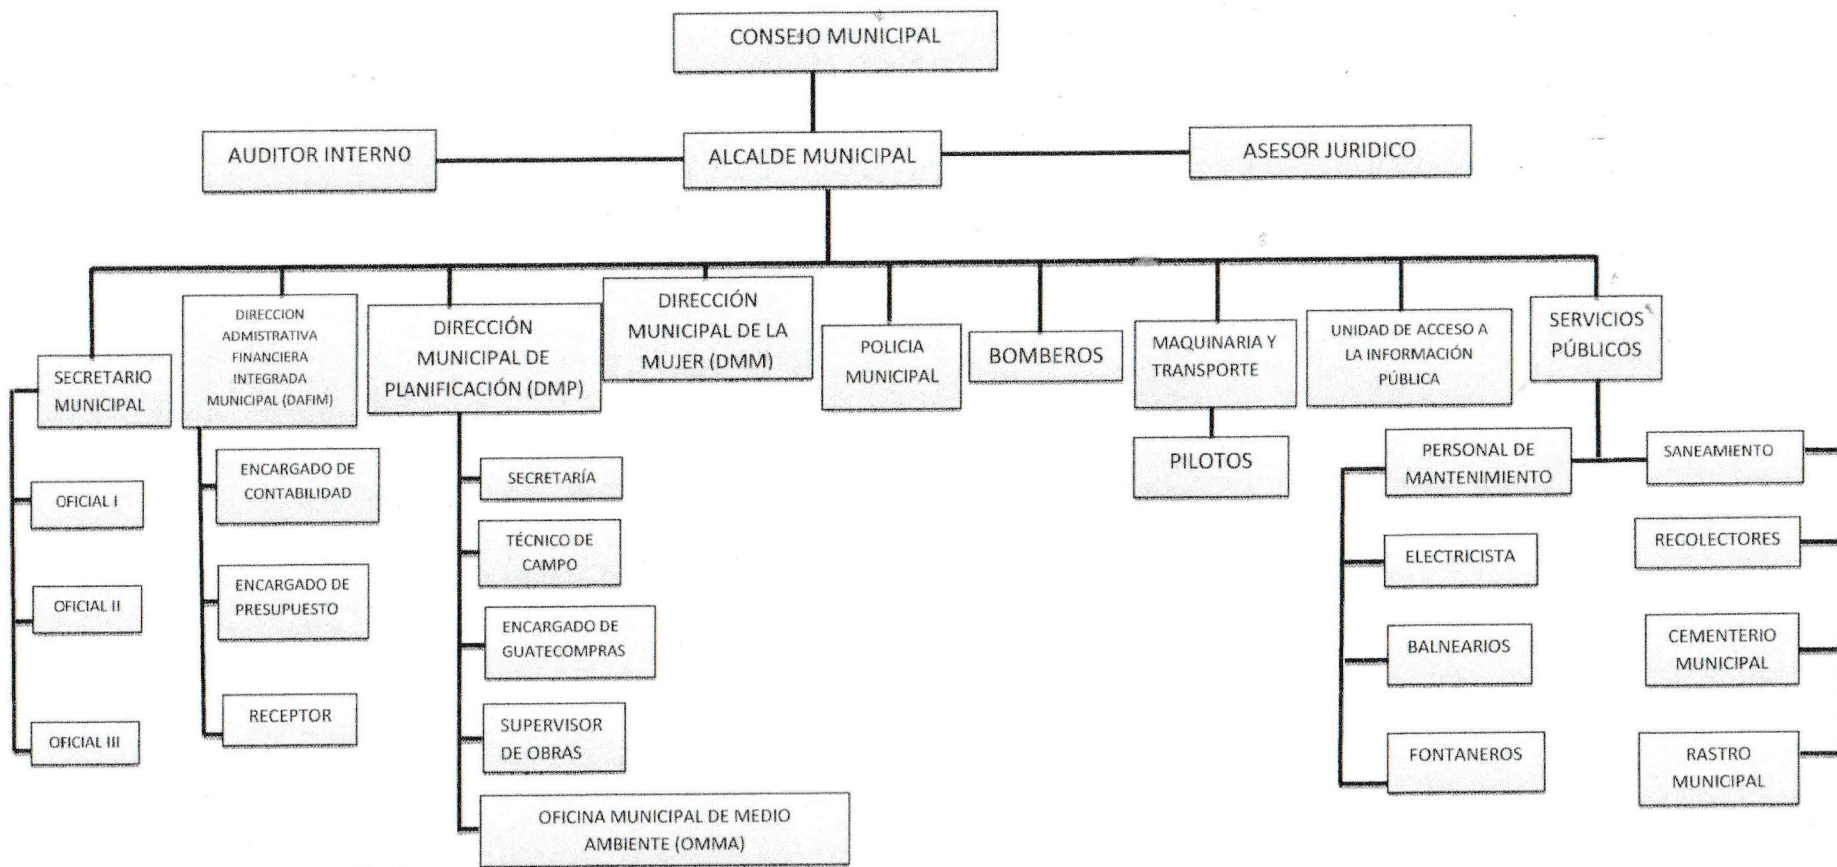 CONSEJO MUNICIPAL
AUDITOR INTERNO
ALCALDE MUNICIPAL
ASESOR JURIDICO
SECRETARIO
MUNICIPAL
OFICIAL I
OFICIAL II
OFICIAL III
DIRECCION
ADMISTRATIVA
FINANCIERA
INTEGRADA
MUNICIPAL (DAFIM)
ENCARGADO DE
CONTABILIDAD
ENCARGADO DE
PRESUPUESTO
RECEPTOR
DIRECCIÓN
MUNICIPAL DE
PLANIFICACIÓN (DMP)
SECRETARÍA
TÉCNICO DE
CAMPO
ENCARGADO DE
GUATECOMPRAS
SUPERVISOR
DE OBRAS
OFICINA MUNICIPAL DE MEDIO
AMBIENTE (OMMA)
DIRECCIÓN
MUNICIPAL DE LA
MUJER (DMM)
POLICIA
MUNICIPAL
BOMBEROS
MAQUINARIA Y
TRANSPORTE
PILOTOS
UNIDAD DE ACCESO A
LA INFORMACIÓN
PÚBLICA
SERVICIOS
PÚBLICOS
PERSONAL DE
MANTENIMIENTO
ELECTRICISTA
BALNEARIOS
FONTANEROS
SANEAMIENTO
RECOLECTORES
CEMENTERIO
MUNICIPAL
RASTRO
MUNICIPAL